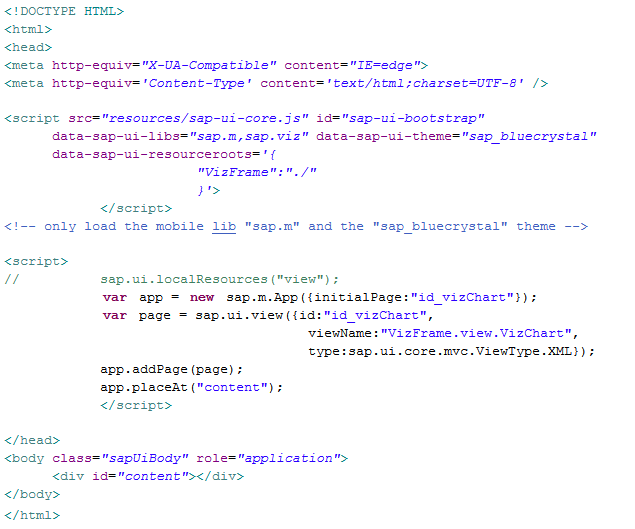 <!DOCTYPE HTML>
<html>
<head>
<meta http-equiv="X-UA-Compatible" content="IE=edge">
<meta http-equiv='Content-Type' content='text/html;charset=UTF-8' />
<script src="resources/sap-ui-core.js" id="sap-ui-bootstrap"
data-sap-ui-libs="sap.m,sap.viz" data-sap-ui-theme="sap_bluecrystal"
data-sap-ui-resourceroots='{
"VizFrame":"./"
}'>
</script>
<!-- only load the mobile lib "sap.m" and the "sap_bluecrystal" theme -->
<script>
// sap.ui.localResources("view");
var app = new sap.m.App({initialPage:"id_vizChart"});
var page = sap.ui.view({id:"id_vizChart",
viewName:"VizFrame.view.VizChart",
type:sap.ui.core.mvc.ViewType.XML});
app.addPage(page);
app.placeAt("content");
</script>
</head>
<body class="sapUiBody" role="application">
<div id="content"></div>
</body>
</html>